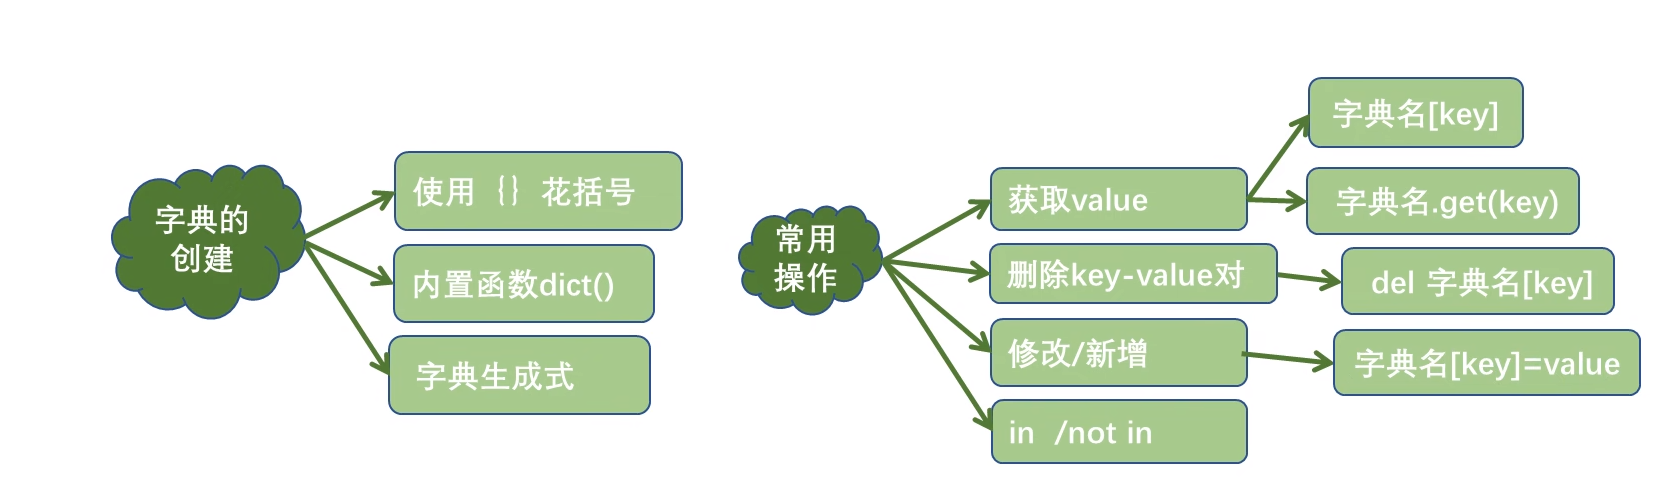 字典的
创建
使用 {} 花括号
内置函数dict()
字典生成式
常用
操作
获取value
字典名[key]
字典名.get(key)
删除key-value对
del 字典名[key]
修改/新增
字典名[key]=value
in /not in